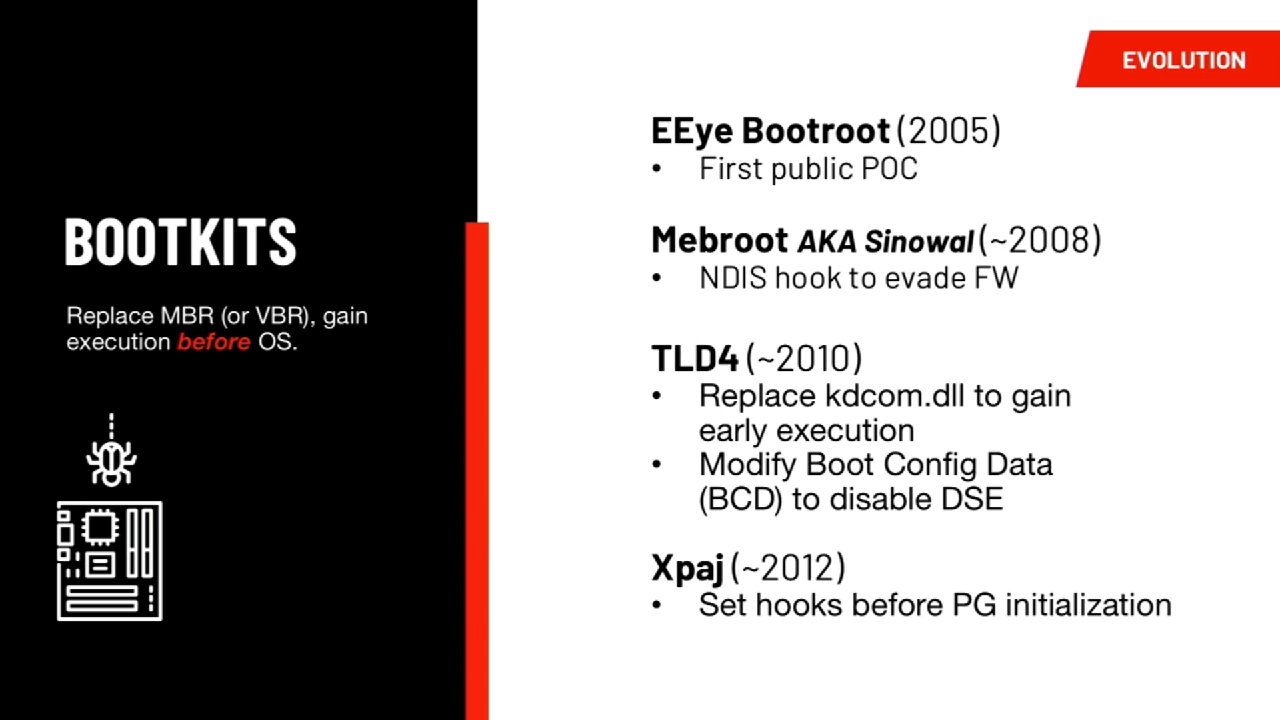 EVOLUTION
BOOTKITS
Replace MBR (or VBR), gain
execution before OS.
EEye Bootroot (2005)
• First public POC
Mebroot AKA Sinowal (~2008)
• NDIS hook to evade FW
TLD4 (~2010)
• Replace kdcom.dll to gain
early execution
• Modify Boot Config Data
(BCD) to disable DSE
Xpaj (~2012)
• Set hooks before PG initialization